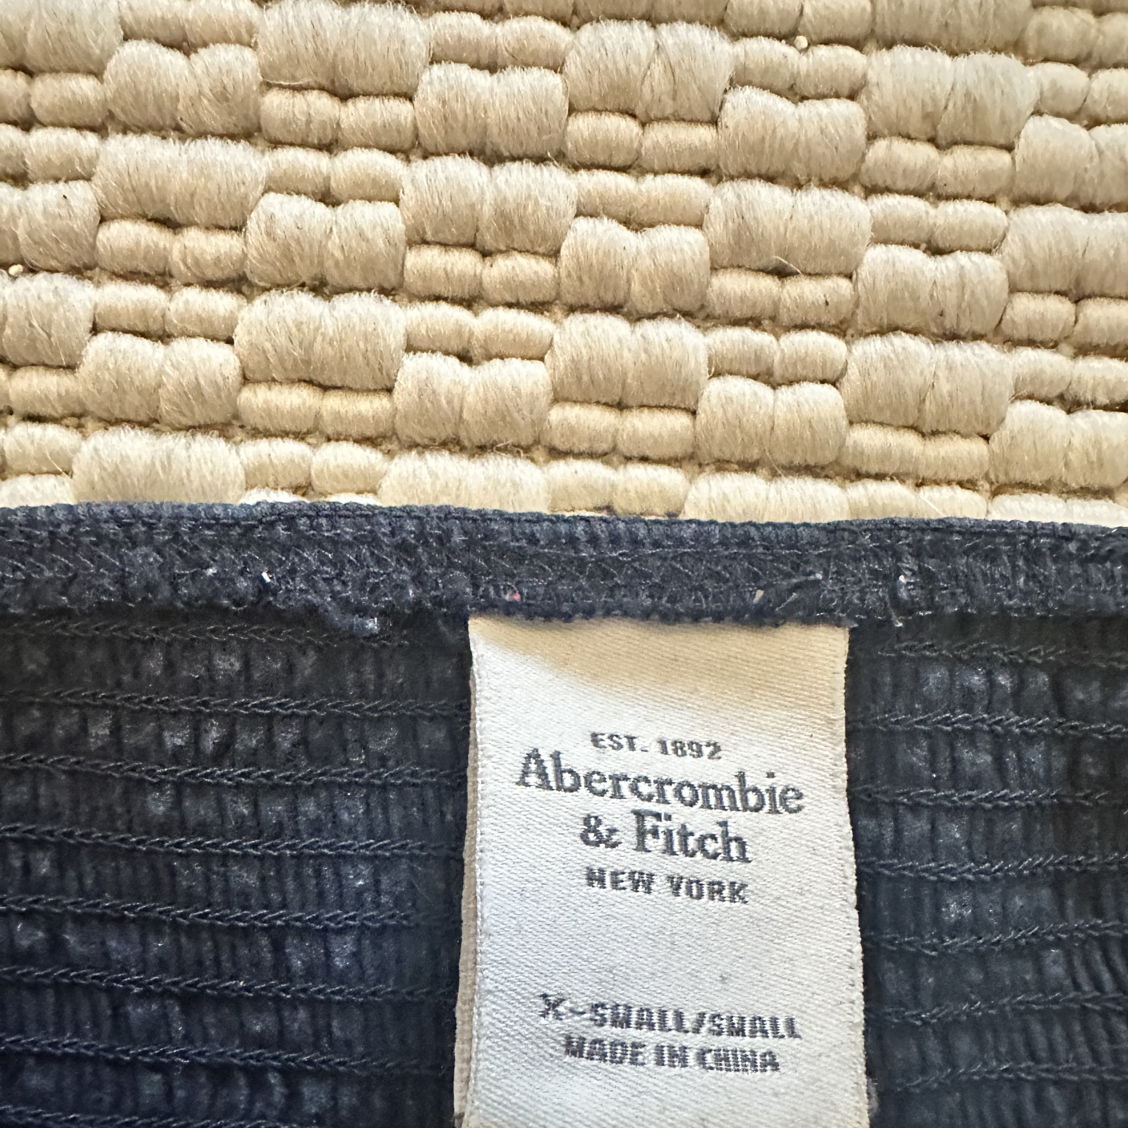 EST. 1892
Abercrombie
& Fitch
NEW YORK
X-SMALL/SMALL
MADE IN CHINA